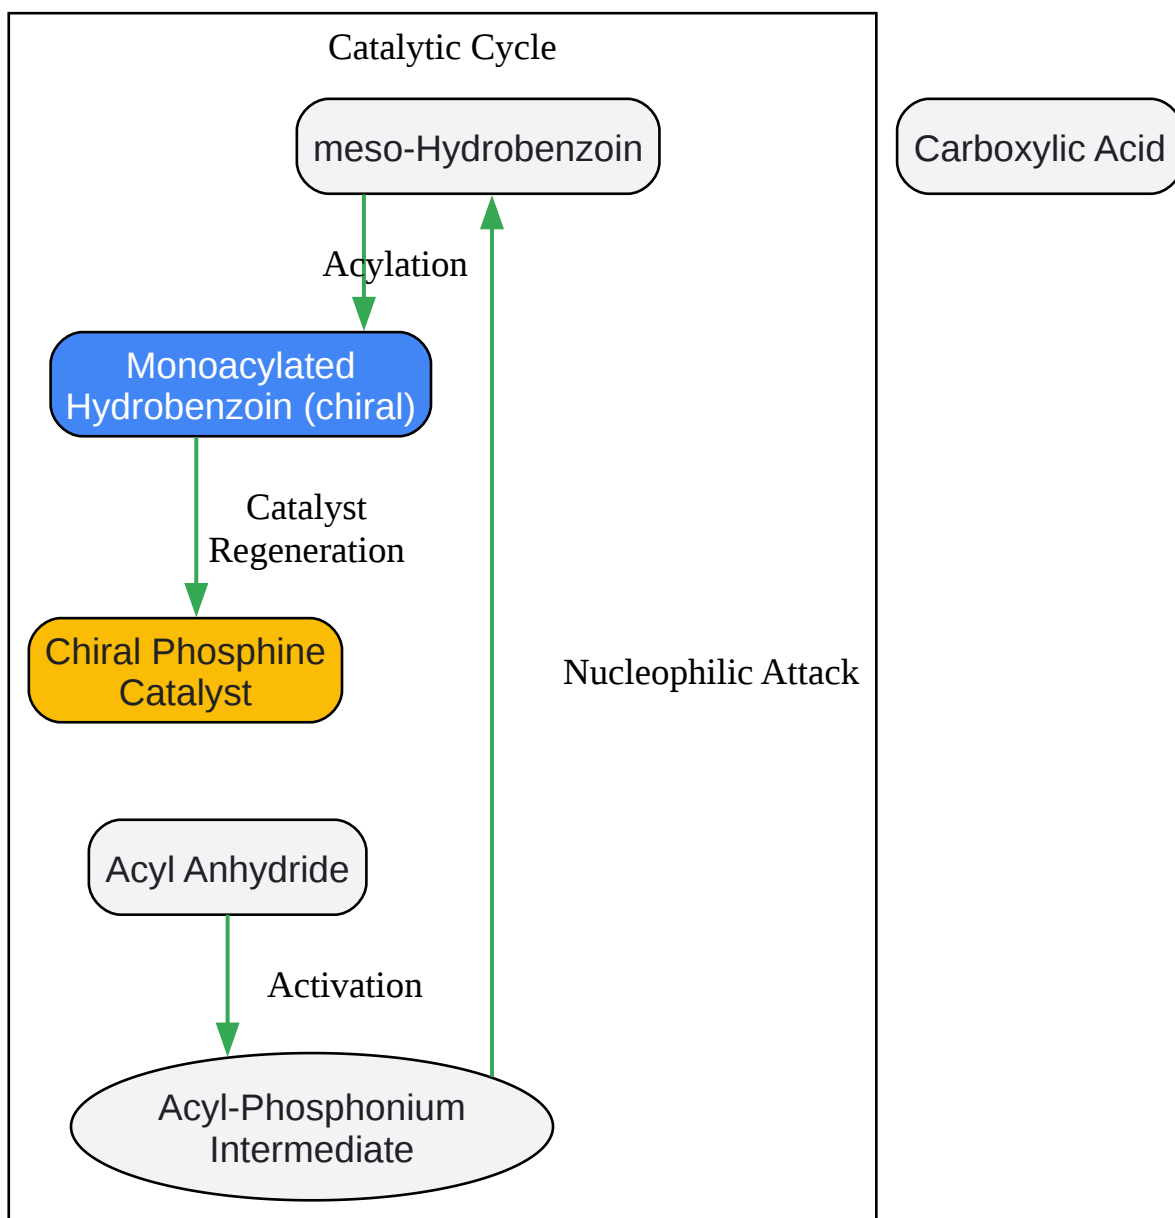 Catalytic Cycle
meso-Hydrobenzoin
Carboxylic Acid
Acylation
Monoacylated
Hydrobenzoin (chiral)
Catalyst
Regeneration
Chiral Phosphine
Catalyst
Nucleophilic Attack
Acyl Anhydride
Activation
Acyl-Phosphonium
Intermediate